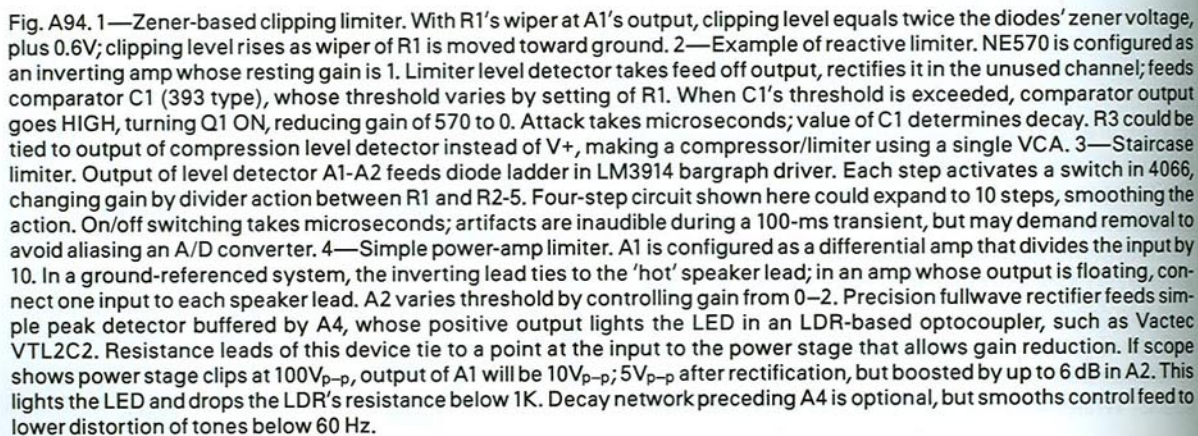 Fig. A94. 1—Zener-based clipping limiter. With R1's wiper at A1's output, clipping level equals twice the diodes' zener voltage,
plus 0.6V; clipping level rises as wiper of R1 is moved toward ground. 2—Example of reactive limiter. NE570 is configured as
an inverting amp whose resting gain is 1. Limiter level detector takes feed off output, rectifies it in the unused channel; feeds
comparator C1 (393 type), whose threshold varies by setting of R1. When C1's threshold is exceeded, comparator output
goes HIGH, turning Q1 ON, reducing gain of 570 to 0. Attack takes microseconds; value of C1 determines decay. R3 could be
tied to output of compression level detector instead of V+, making a compressor/limiter using a single VCA. 3—Staircase
limiter. Output of level detector A1-A2 feeds diode ladder in LM3914 bargraph driver. Each step activates a switch in 4066,
changing gain by divider action between R1 and R2-5. Four-step circuit shown here could expand to 10 steps, smoothing the
action. On/off switching takes microseconds; artifacts are inaudible during a 100-ms transient, but may demand removal to
avoid aliasing an A/D converter. 4—Simple power-amp limiter. A1 is configured as a differential amp that divides the input by
10. In a ground-referenced system, the inverting lead ties to the 'hot' speaker lead; in an amp whose output is floating, con-
nect one input to each speaker lead. A2 varies threshold by controlling gain from 0–2. Precision fullwave rectifier feeds sim-
ple peak detector buffered by A4, whose positive output lights the LED in an LDR-based optocoupler, such as Vactec
VTL2C2. Resistance leads of this device tie to a point at the input to the power stage that allows gain reduction. If scope
shows power stage clips at 100Vp–p, output of A1 will be 10Vp–p; 5Vp–p after rectification, but boosted by up to 6 dB in A2. This
lights the LED and drops the LDR's resistance below 1K. Decay network preceding A4 is optional, but smooths control feed to
lower distortion of tones below 60 Hz.